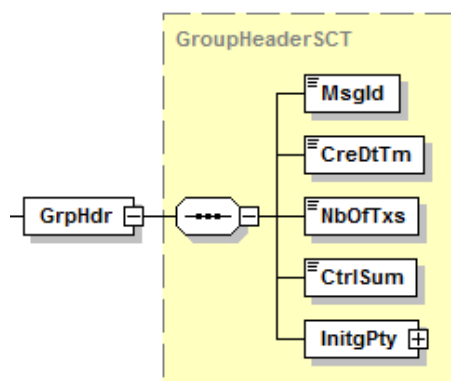 GroupHeaderSCT
MsgId
CreDtTm
GrpHdr
NbOfTxs
CtrlSum
InitgPty